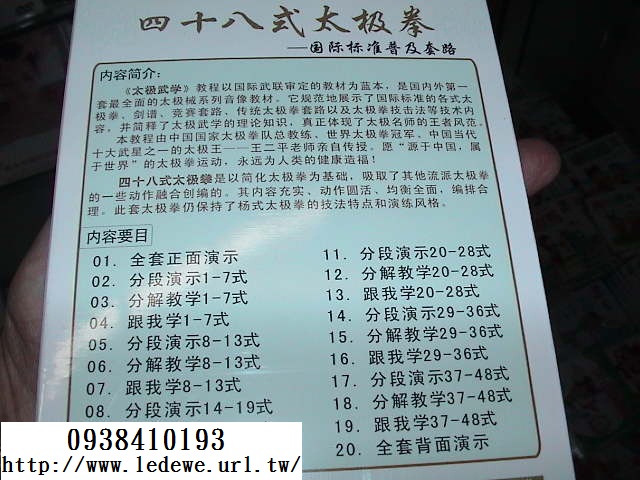 四十八式太极拳
——国际标准普及套路
内容简介:
《太极武学》教程以国际武联审定的教材为蓝本，是国内外第一
套最全面的太极械系列音像教材。它规范地展示了国际标准的各式太
极拳、剑谱、竞赛套路、传统太极拳套路以及太极拳技击法等技术内
容，并简释了太极武学的理论知识，真正体现了太极名师的王者风范。
本教程由中国国家太极拳队总教练、世界太极拳冠军、中国当代
十大武星之一的太极王——王二平老师亲自传授。愿“源于中国，属
于世界”的太极拳运动，永远为人类的健康造福！
四十八式太极拳是以简化太极拳为基础，吸取了其他流派太极拳
的一些动作融合创编的。其内容充实、动作圆活、均衡全面，编排合
理。此套太极拳仍保持了杨式太极拳的技法特点和演练风格。
内容要目
01. 全套正面演示
02. 分段演示1-7式
03. 分解教学1-7式
04. 跟我学1-7式
05. 分段演示8-13式
06. 分解教学8-13式
07. 跟我学8-13式
08. 分段演示14-19式
11. 分段演示20-28式
12. 分解教学20-28式
13. 跟我学20-28式
14. 分段演示29-36式
15. 分解教学29-36式
16. 跟我学29-36式
17. 分段演示37-48式
18. 分解教学37-48式
19. 跟我学37-48式
20. 全套背面演示
0938410193
http://www.ledewe.url.tw/